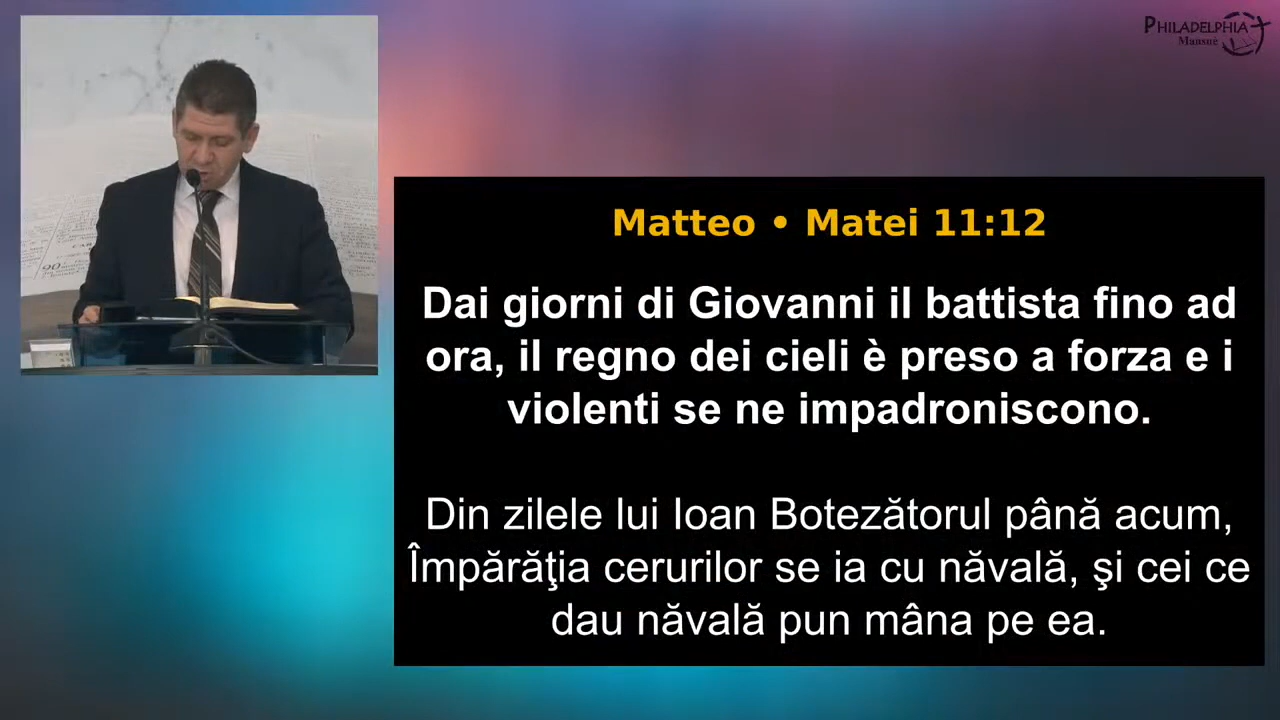 PHILADELPHIA
Mansuè
Matteo • Matei 11:12
Dai giorni di Giovanni il battista fino ad
ora, il regno dei cieli è preso a forza e i
violenti se ne impadroniscono.
Din zilele lui Ioan Botezătorul până acum,
Împărăţia cerurilor se ia cu năvală, şi cei ce
dau năvală pun mâna pe ea.